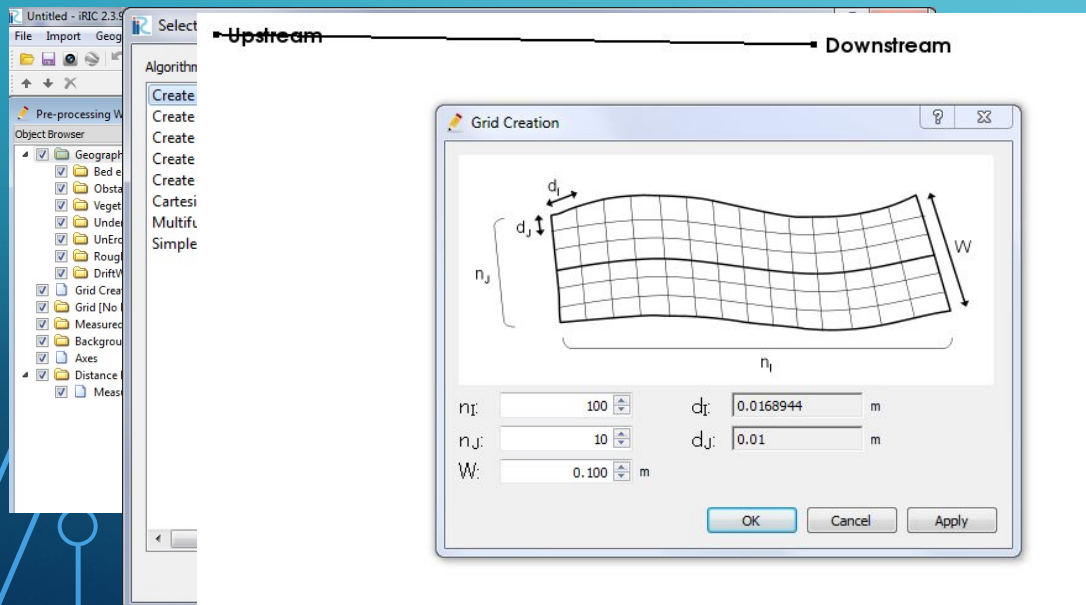 Untitled - iRIC 2.3.9
File Import Geog
Pre-processing W
Object Browser
Geograph
Bed e
Obsta
Veget
Under
UnEro
Rough
DriftW
Grid Crea
Grid [No
Measured
Backgrou
Axes
Distance
Meas
Select
Algorithm
Create
Create
Create
Create
Create
Cartesi
Multifu
Simple
Upstream
Downstream
Grid Creation
dI
dJ
nJ
W
nI
nI: 100 dI: 0.0168944 m
nJ: 10 dJ: 0.01 m
W: 0.100 m
OK Cancel Apply